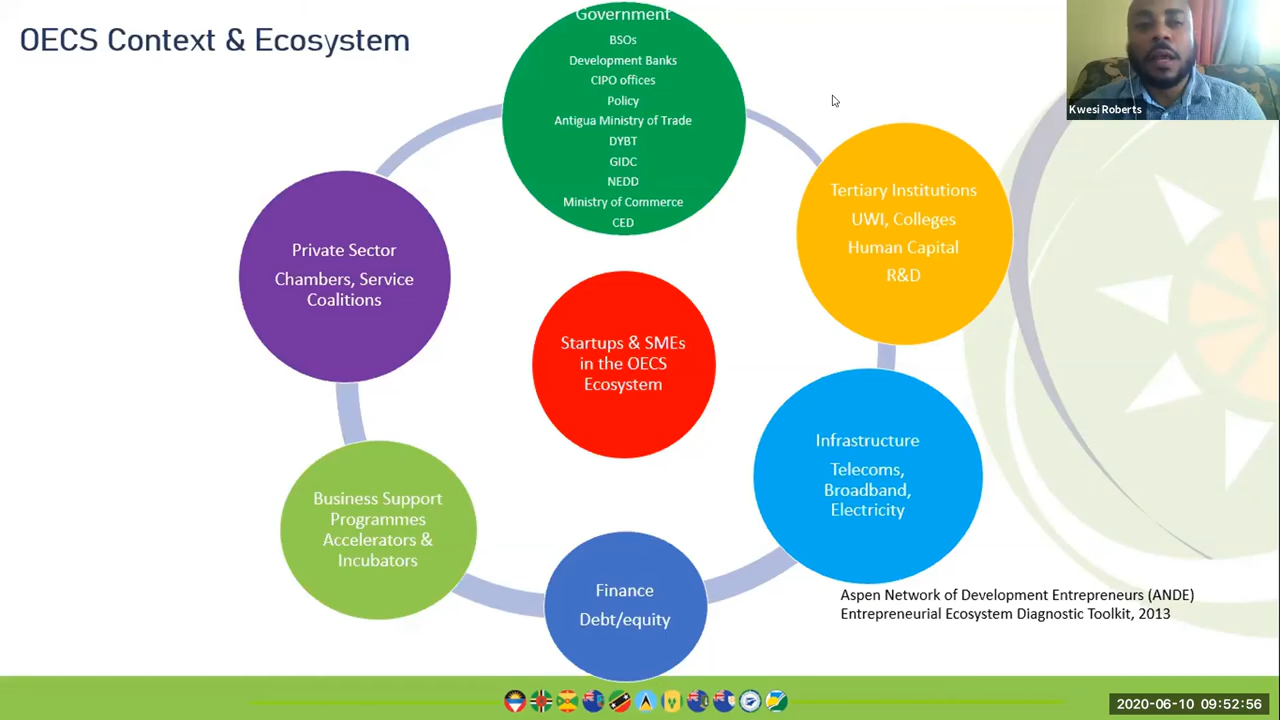 OECS Context & Ecosystem
Government
BSOs
Development Banks
CIPO offices
Policy
Antigua Ministry of Trade
DYBT
GIDC
NEDD
Ministry of Commerce
CED
Kwesi Roberts
Tertiary Institutions
UWI, Colleges
Human Capital
R&D
Private Sector
Chambers, Service
Coalitions
Startups & SMEs
in the OECS
Ecosystem
Infrastructure
Telecoms,
Broadband,
Electricity
Business Support
Programmes
Accelerators &
Incubators
Finance
Debt/equity
Aspen Network of Development Entrepreneurs (ANDE)
Entrepreneurial Ecosystem Diagnostic Toolkit, 2013
2020-06-10 09:52:56